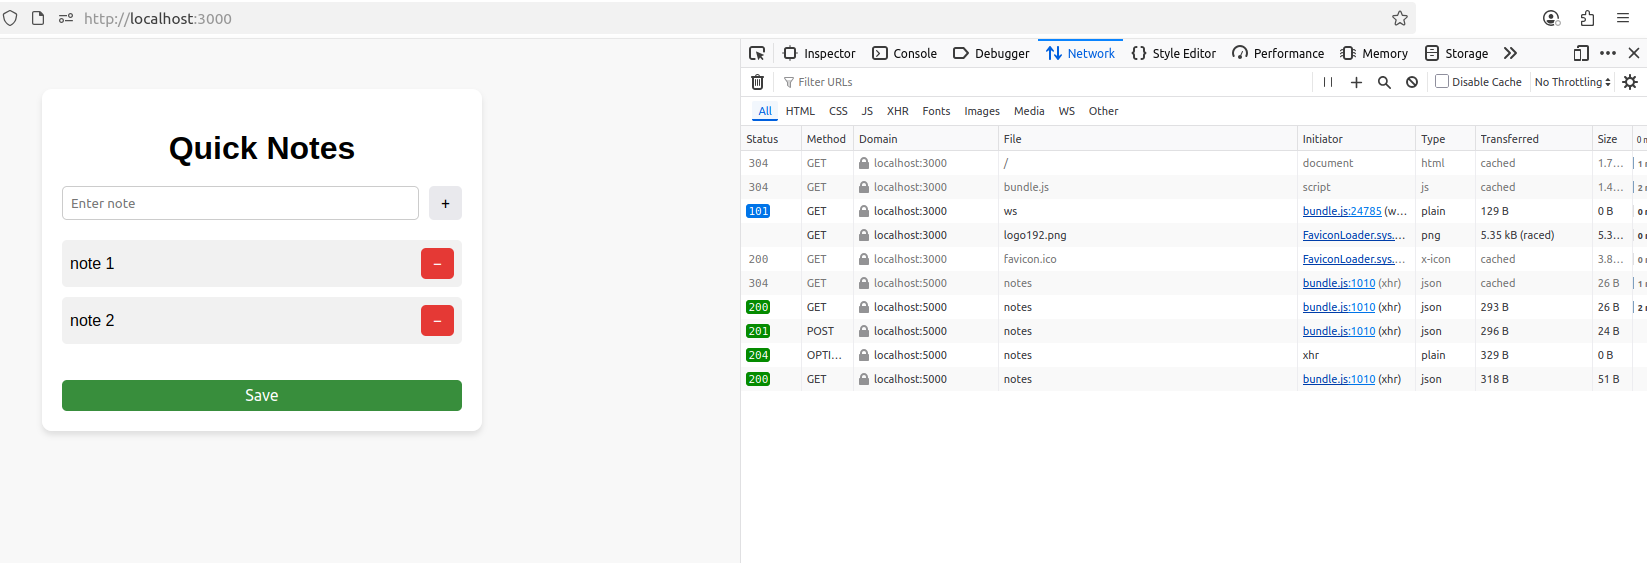 http://localhost:3000
Inspector Console Debugger Network Style Editor Performance Memory Storage
Filter URLs Disable Cache No Throttling
All HTML CSS JS XHR Fonts Images Media WS Other
Status Method Domain File Initiator Type Transferred Size 0 n
304 GET localhost:3000 / document html cached 1.7… 1 r
304 GET localhost:3000 bundle.js script js cached 1.4… 2 r
101 GET localhost:3000 ws bundle.js:24785 (w… plain 129 B 0 B 0 r
GET localhost:3000 logo192.png FaviconLoader.sys.… png 5.35 kB (raced) 5.3… 0 r
200 GET localhost:3000 favicon.ico FaviconLoader.sys.… x-icon cached 3.8… 0 r
304 GET localhost:5000 notes bundle.js:1010 (xhr) json cached 26 B 1 r
200 GET localhost:5000 notes bundle.js:1010 (xhr) json 293 B 26 B 2 r
201 POST localhost:5000 notes bundle.js:1010 (xhr) json 296 B 24 B
204 OPTI… localhost:5000 notes xhr plain 329 B 0 B
200 GET localhost:5000 notes bundle.js:1010 (xhr) json 318 B 51 B
Quick Notes
Enter note +
note 1 −
note 2 −
Save